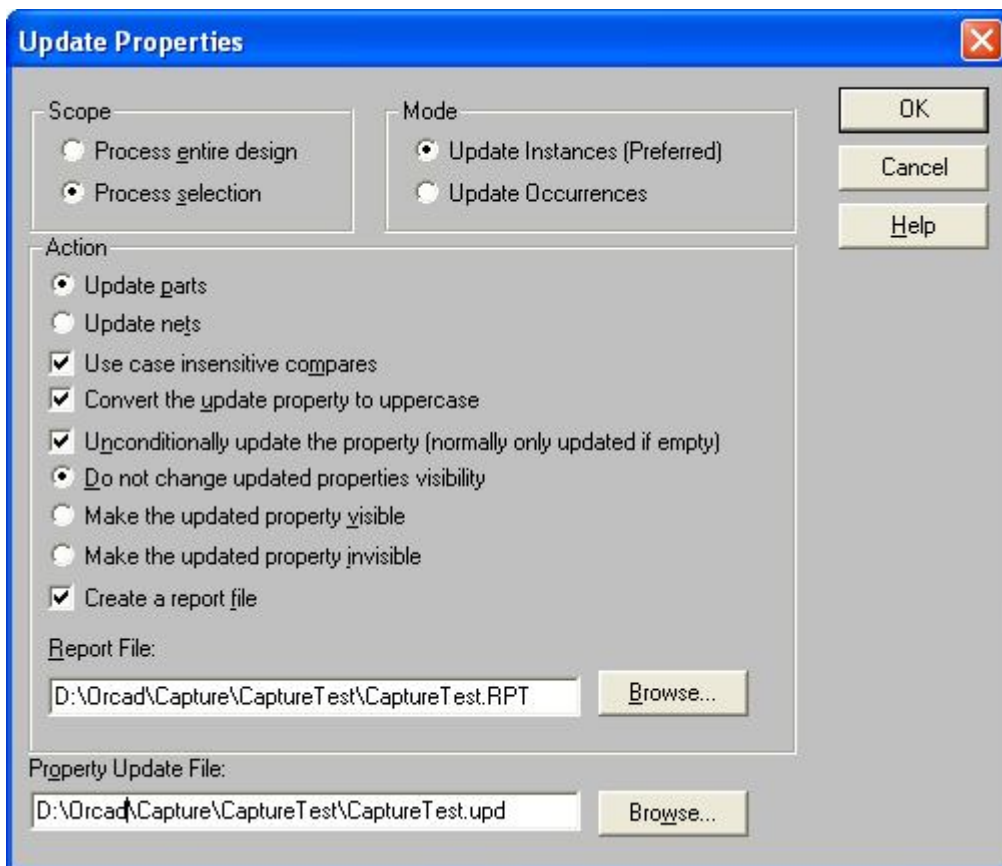 Update Properties
Scope
Process entire design
Process selection
Mode
Update Instances (Preferred)
Update Occurrences
OK
Cancel
Help
Action
Update parts
Update nets
Use case insensitive compares
Convert the update property to uppercase
Unconditionally update the property (normally only updated if empty)
Do not change updated properties visibility
Make the updated property visible
Make the updated property invisible
Create a report file
Report File:
D:\Orcad\Capture\CaptureTest\CaptureTest.RPT
Browse...
Property Update File:
D:\Orcad\Capture\CaptureTest\CaptureTest.upd
Browse...